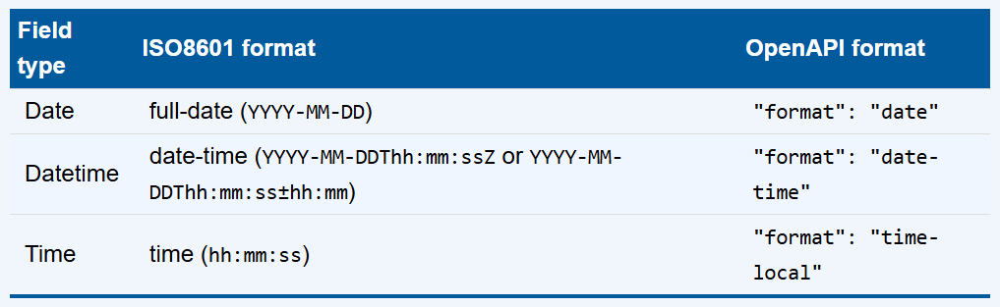 Field type ISO8601 format OpenAPI format
Date full-date (YYYY-MM-DD) "format": "date"
Datetime date-time (YYYY-MM-DDThh:mm:ssZ or YYYY-MM-DDThh:mm:ss±hh:mm) "format": "date-time"
Time time (hh:mm:ss) "format": "time-local"